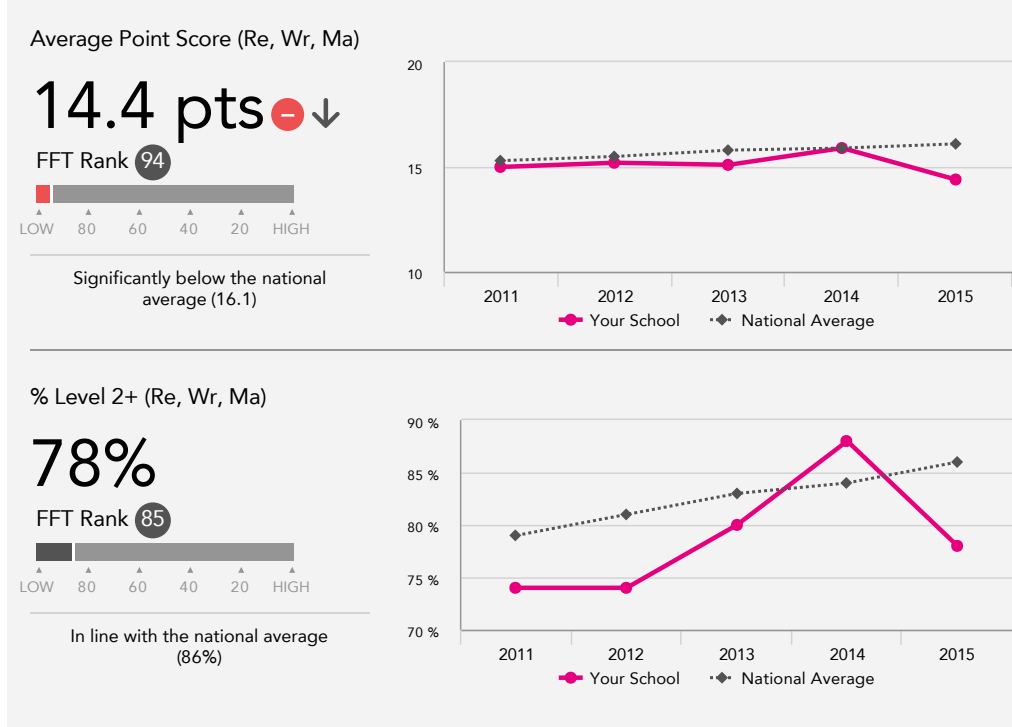 Average Point Score (Re, Wr, Ma)
14.4 pts
FFT Rank 94
LOW 80 60 40 20 HIGH
Significantly below the national
average (16.1)
20
15
10
2011 2012 2013 2014 2015
Your School National Average
% Level 2+ (Re, Wr, Ma)
78%
FFT Rank 85
LOW 80 60 40 20 HIGH
In line with the national average
(86%)
90 %
85 %
80 %
75 %
70 %
2011 2012 2013 2014 2015
Your School National Average